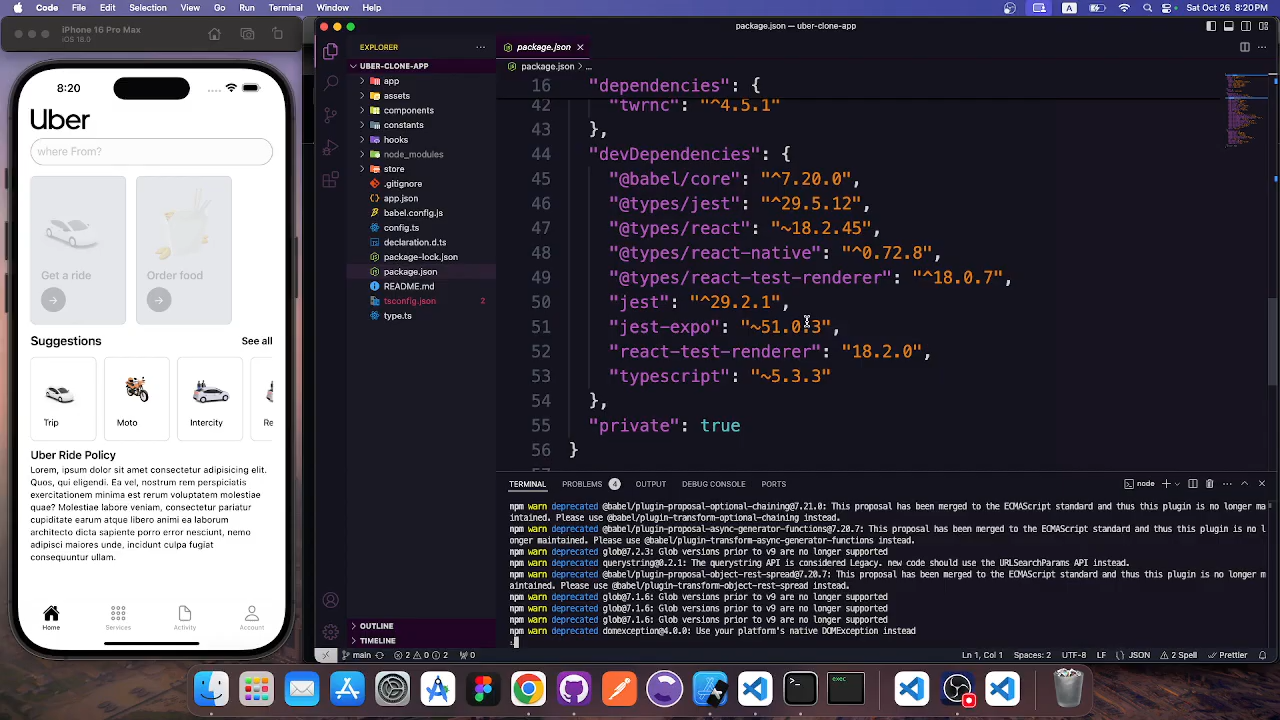 Code File Edit Selection View Go Run Terminal Window Help
A
Sat Oct 26 9:14 PM
iPhone 16 Pro Max
iOS 18.0
package.json — uber-clone-app
8:20
Uber
where From?
Get a ride
Order food
Suggestions
See all
Trip
Moto
Intercity
Re
Uber Ride Policy
Lorem, ipsum dolor sit amet consectetur adipisicing elit.
Quos, qui eligendi. Ea vel, rem excepturi perspiciatis
exercitationem minima est rerum voluptatem molestiae
quae? Molestiae labore veniam, consectetur pariatur
cupiditate earum atque libero animi ea laborum
architecto dicta sapiente porro error nesciunt, autem
adipisci maiores unde, incidunt culpa fugiat
consequuntur ullam.
Home
Services
Activity
Account
EXPLORER
UBER-CLONE-APP
app
assets
components
constants
hooks
node_modules
store
.gitignore
app.json
babel.config.js
config.ts
declaration.d.ts
package-lock.json
package.json
README.md
tsconfig.json 2
type.ts
OUTLINE
TIMELINE
package.json
package.json > ...
16 "dependencies": {
42 "twrnc": "^4.5.1"
43 },
44 "devDependencies": {
45 "@babel/core": "^7.20.0",
46 "@types/jest": "^29.5.12",
47 "@types/react": "~18.2.45",
48 "@types/react-native": "^0.72.8",
49 "@types/react-test-renderer": "^18.0.7",
50 "jest": "^29.2.1",
51 "jest-expo": "~51.0.3",
52 "react-test-renderer": "18.2.0",
53 "typescript": "~5.3.3"
54 },
55 "private": true
56 }
TERMINAL
PROBLEMS 4
OUTPUT
DEBUG CONSOLE
PORTS
node
npm warn deprecated @babel/plugin-proposal-optional-chaining@7.21.0: This proposal has been merged to the ECMAScript standard and thus this plugin is no longer ma
intained. Please use @babel/plugin-transform-optional-chaining instead.
npm warn deprecated @babel/plugin-proposal-async-generator-functions@7.20.7: This proposal has been merged to the ECMAScript standard and thus this plugin is no l
onger maintained. Please use @babel/plugin-transform-async-generator-functions instead.
npm warn deprecated glob@7.2.3: Glob versions prior to v9 are no longer supported
npm warn deprecated querystring@0.2.1: The querystring API is considered Legacy. new code should use the URLSearchParams API instead.
npm warn deprecated @babel/plugin-proposal-object-rest-spread@7.20.7: This proposal has been merged to the ECMAScript standard and thus this plugin is no longer m
aintained. Please use @babel/plugin-transform-object-rest-spread instead.
npm warn deprecated glob@7.1.6: Glob versions prior to v9 are no longer supported
npm warn deprecated glob@7.1.6: Glob versions prior to v9 are no longer supported
npm warn deprecated glob@7.1.6: Glob versions prior to v9 are no longer supported
npm warn deprecated domexception@4.0.0: Use your platform's native DOMException instead
main
2 0 2
0
Ln 1, Col 1
Spaces: 2
UTF-8
LF
{} JSON
2 Spell
Prettier
exec